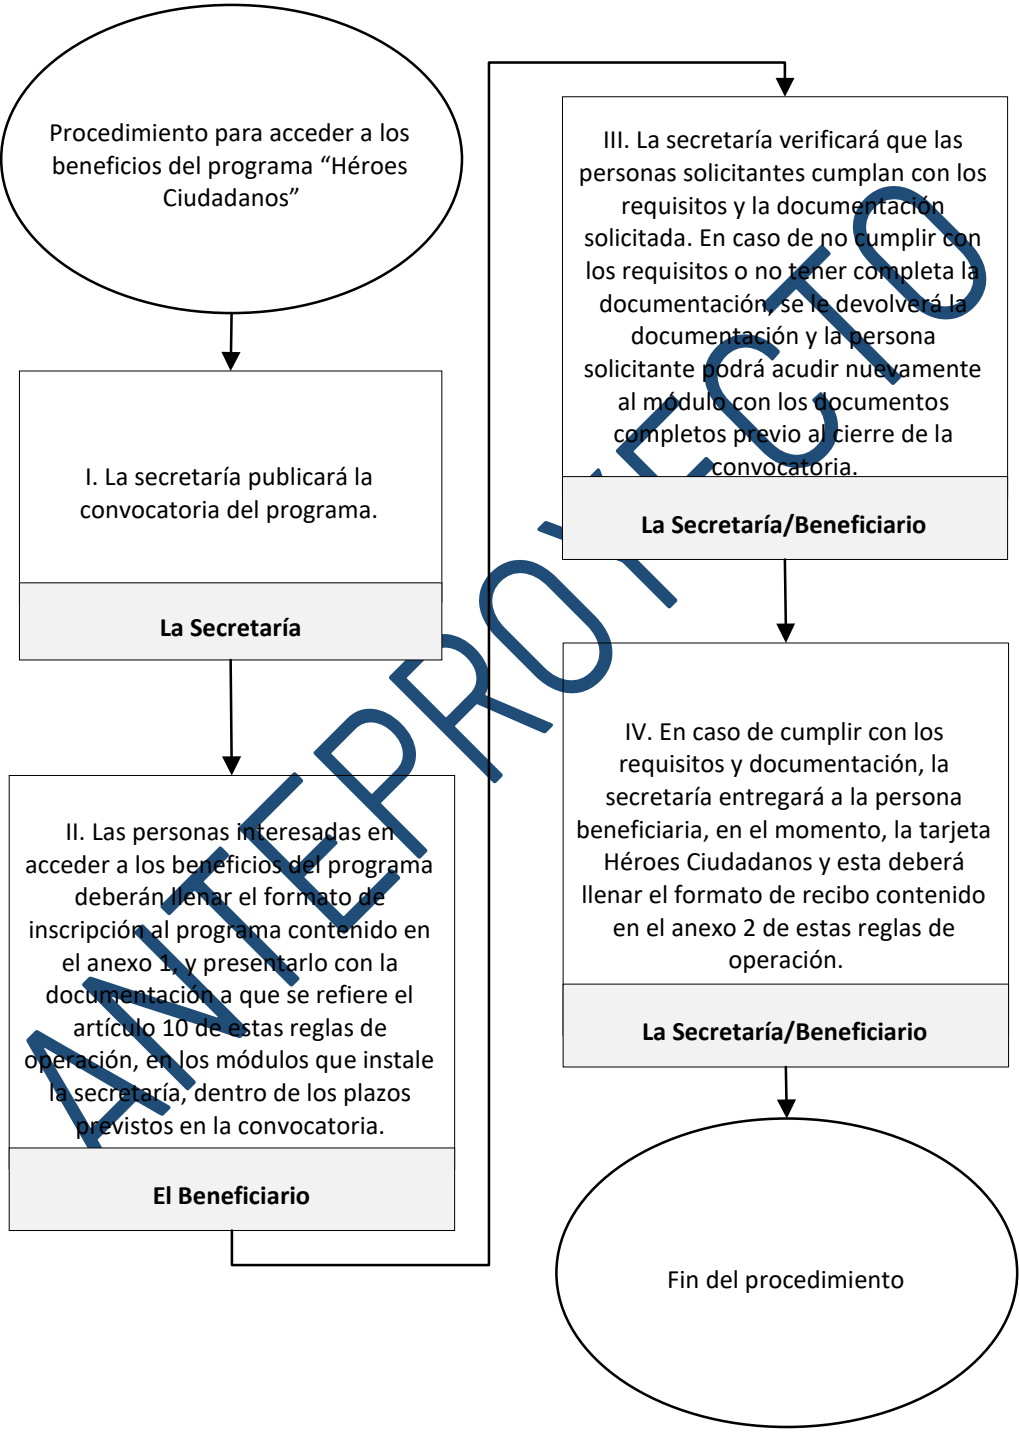 Procedimiento para acceder a los
beneficios del programa “Héroes
Ciudadanos”
I. La secretaría publicará la
convocatoria del programa.
La Secretaría
II. Las personas interesadas en
acceder a los beneficios del programa
deberán llenar el formato de
inscripción al programa contenido en
el anexo 1, y presentarlo con la
documentación a que se refiere el
artículo 10 de estas reglas de
operación, en los módulos que instale
la secretaría, dentro de los plazos
previstos en la convocatoria.
El Beneficiario
III. La secretaría verificará que las
personas solicitantes cumplan con los
requisitos y la documentación
solicitada. En caso de no cumplir con
los requisitos o no tener completa la
documentación, se le devolverá la
documentación y la persona
solicitante podrá acudir nuevamente
al módulo con los documentos
completos previo al cierre de la
convocatoria.
La Secretaría/Beneficiario
IV. En caso de cumplir con los
requisitos y documentación, la
secretaría entregará a la persona
beneficiaria, en el momento, la tarjeta
Héroes Ciudadanos y esta deberá
llenar el formato de recibo contenido
en el anexo 2 de estas reglas de
operación.
La Secretaría/Beneficiario
Fin del procedimiento
ANTEPROYECTO